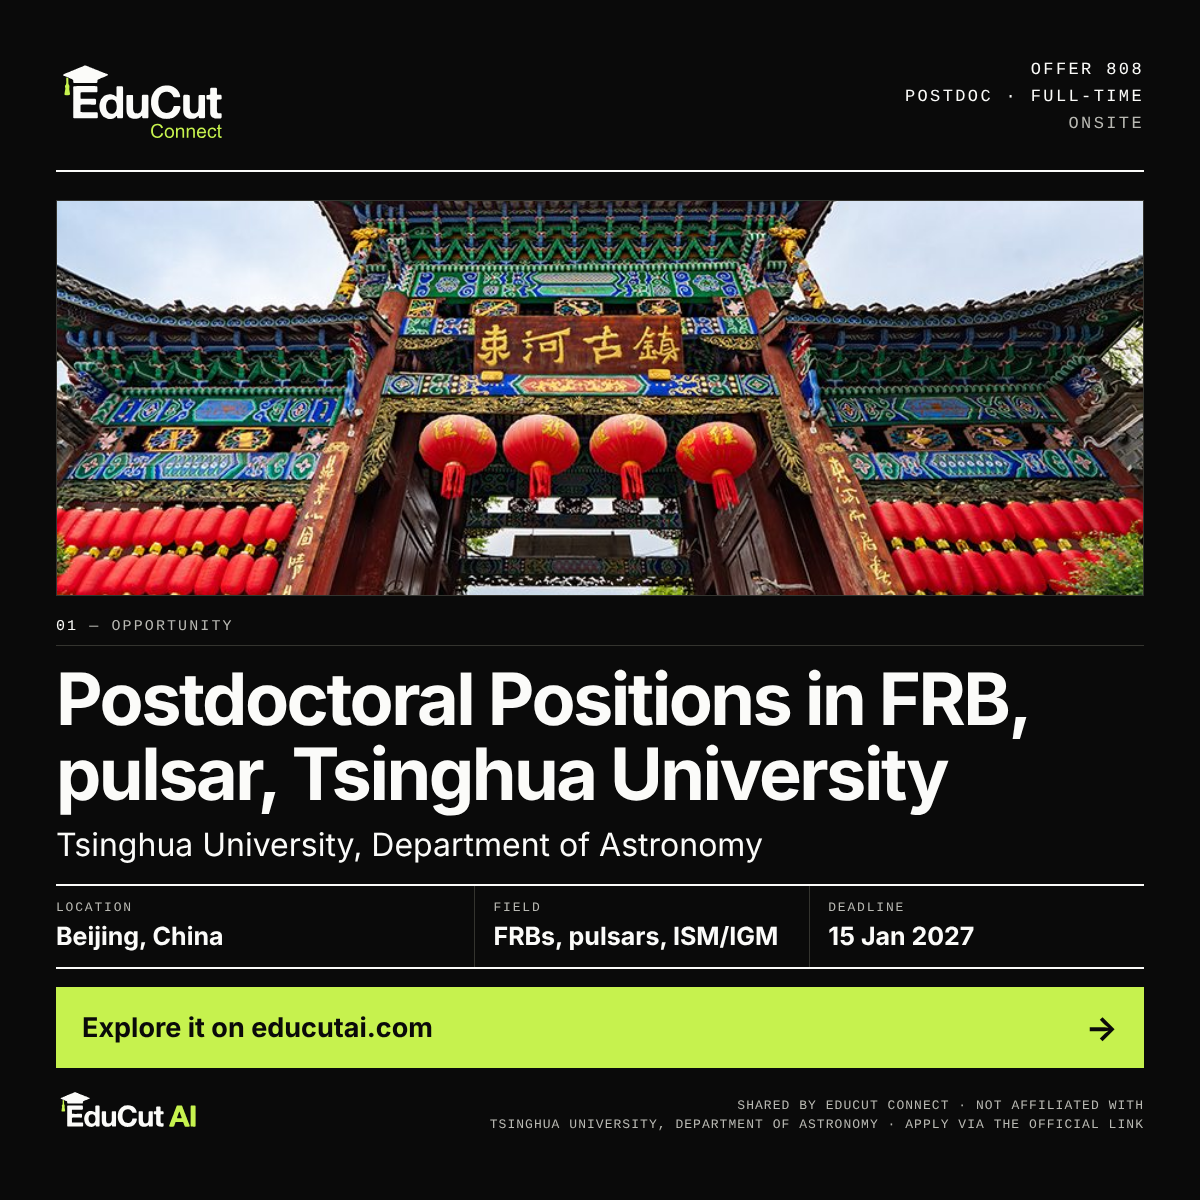 EduCut
Connect
OFFER 808
POSTDOC · FULL-TIME
ONSITE
束河古鎮
01 — OPPORTUNITY
Postdoctoral Positions in FRB,
pulsar, Tsinghua University
Tsinghua University, Department of Astronomy
LOCATION
Beijing, China
FIELD
FRBs, pulsars, ISM/IGM
DEADLINE
15 Jan 2027
Explore it on educutai.com →
EduCut AI
SHARED BY EDUCUT CONNECT · NOT AFFILIATED WITH
TSINGHUA UNIVERSITY, DEPARTMENT OF ASTRONOMY · APPLY VIA THE OFFICIAL LINK